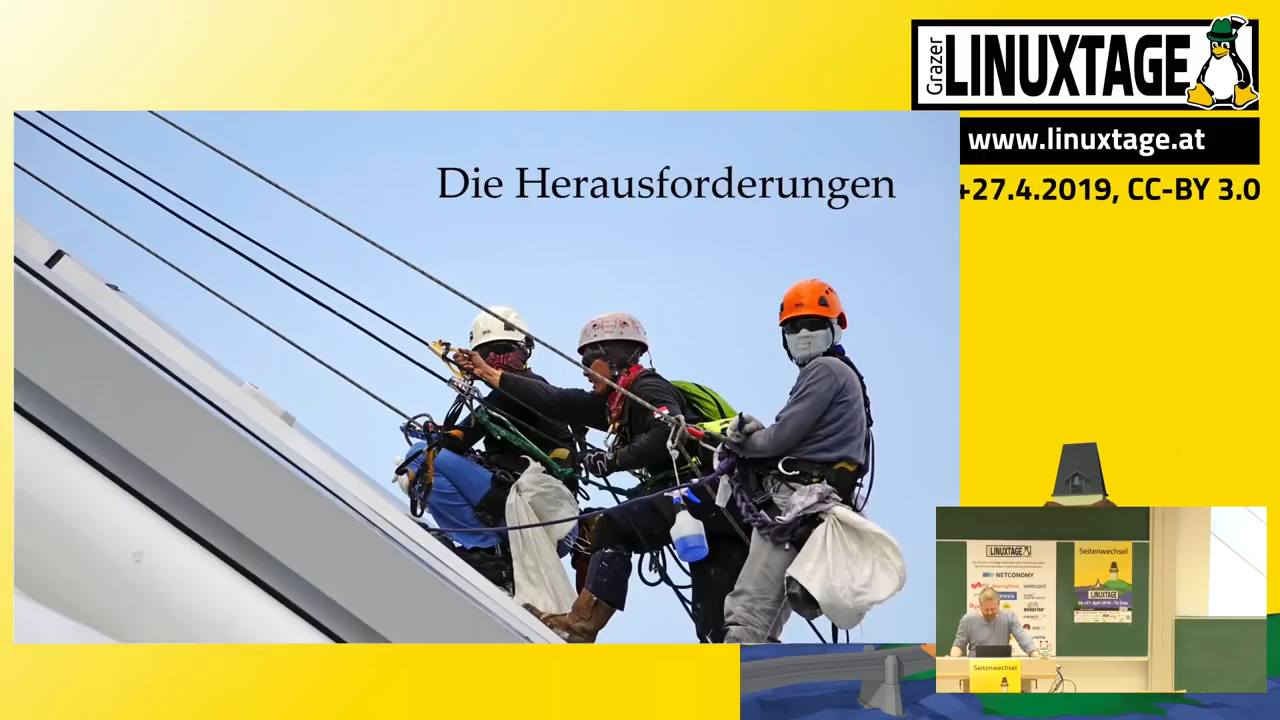 Grazer
LINUXTAGE
www.linuxtage.at
+27.4.2019, CC-BY 3.0
Die Herausforderungen
LINUXTAGE
NETCONOMY
Seitenwechsel
LINUXTAGE
Seitenwechsel